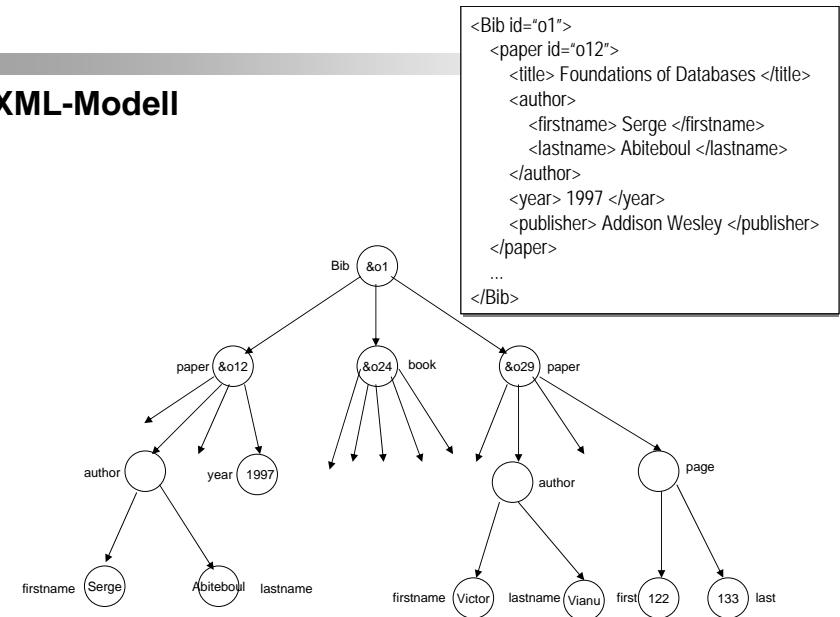 XML-Modell
<Bib id=“o1”>
<paper id=“o12”>
<title> Foundations of Databases </title>
<author>
<firstname> Serge </firstname>
<lastname> Abiteboul </lastname>
</author>
<year> 1997 </year>
<publisher> Addison Wesley </publisher>
</paper>
...
</Bib>
Bib &o1
paper &o12 &o24 book &o29 paper
author year 1997 author page
firstname Serge Abiteboul lastname firstname Victor lastname Vianu first 122 133 last